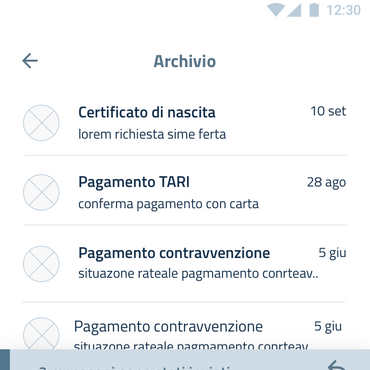 12:30
Archivio
Certificato di nascita 10 set
lorem richiesta sime ferta
Pagamento TARI 28 ago
conferma pagamento con carta
Pagamento contravvenzione 5 giu
situazone rateale pagmamento conrteav..
Pagamento contravvenzione 5 giu
situazone rateale pagmamento conrteav